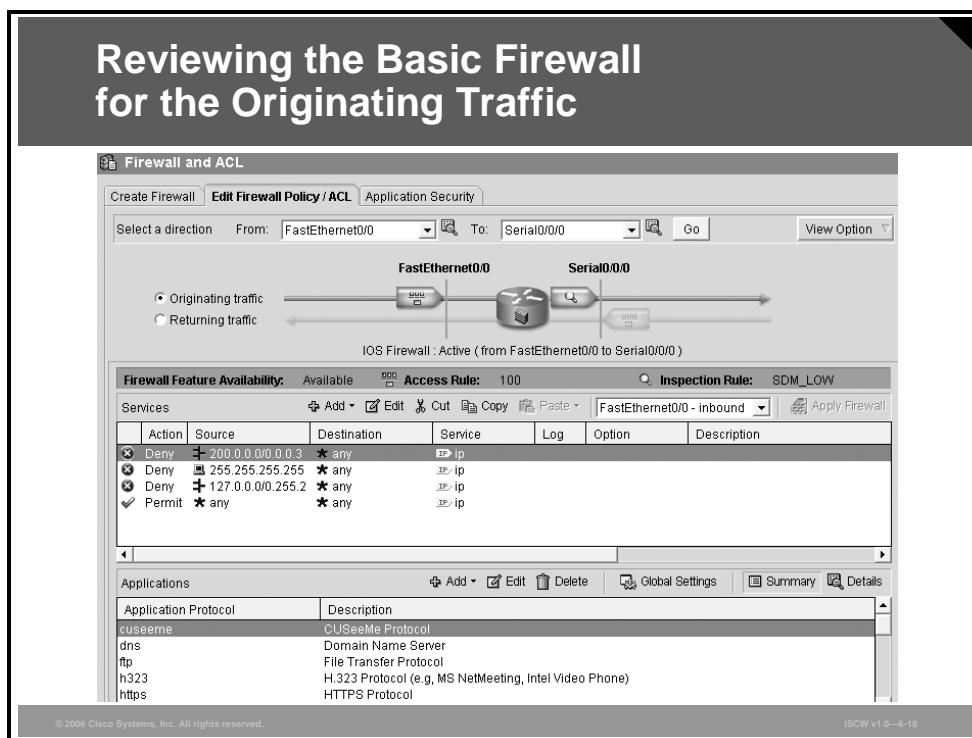 Reviewing the Basic Firewall
for the Originating Traffic
Firewall and ACL
Create Firewall Edit Firewall Policy / ACL Application Security
Select a direction From: FastEthernet0/0 To: Serial0/0/0 Go View Option
FastEthernet0/0 Serial0/0/0
Originating traffic
Returning traffic
IOS Firewall : Active ( from FastEthernet0/0 to Serial0/0/0 )
Firewall Feature Availability: Available Access Rule: 100 Inspection Rule: SDM_LOW
Services Add Edit Cut Copy Paste FastEthernet0/0 - inbound Apply Firewall
Action Source Destination Service Log Option Description
Deny 200.0.0.0/0.0.0.3 any IP ip
Deny 255.255.255.255 any IP ip
Deny 127.0.0.0/0.255.2 any IP ip
Permit any any IP ip
Applications Add Edit Delete Global Settings Summary Details
Application Protocol Description
cuseeme CUSeeMe Protocol
dns Domain Name Server
ftp File Transfer Protocol
h323 H.323 Protocol (e.g, MS NetMeeting, Intel Video Phone)
https HTTPS Protocol
© 2006 Cisco Systems, Inc. All rights reserved. ISCW v1.0—6-18